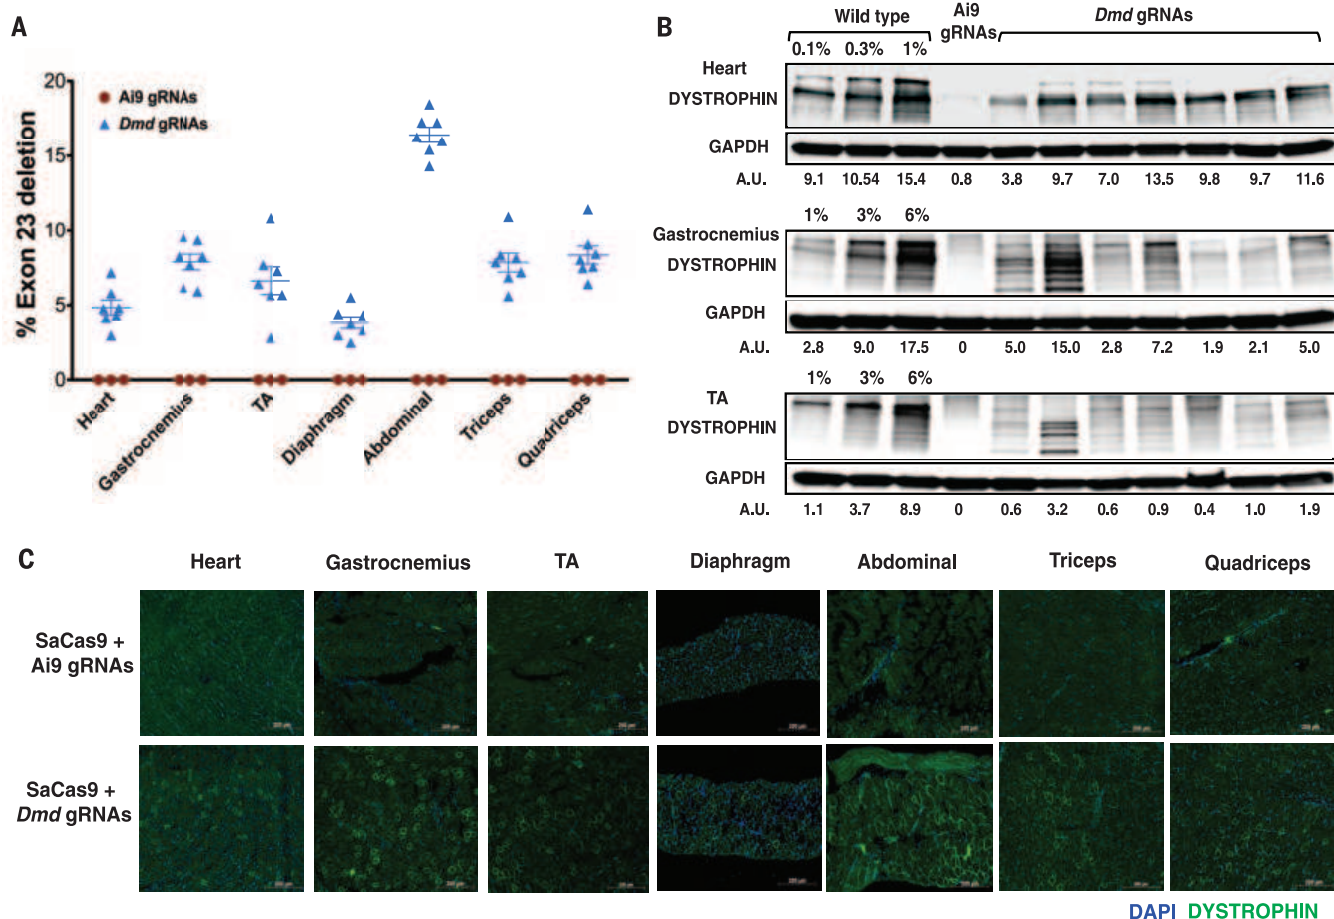 A
% Exon 23 deletion
20
15
10
5
0
Ai9 gRNAs
Dmd gRNAs
Heart
Gastrocnemius
TA
Diaphragm
Abdominal
Triceps
Quadriceps
B
Wild type
Ai9
gRNAs
Dmd gRNAs
0.1% 0.3% 1%
Heart
DYSTROPHIN
GAPDH
A.U. 9.1 10.54 15.4 0.8 3.8 9.7 7.0 13.5 9.8 9.7 11.6
1% 3% 6%
Gastrocnemius
DYSTROPHIN
GAPDH
A.U. 2.8 9.0 17.5 0 5.0 15.0 2.8 7.2 1.9 2.1 5.0
1% 3% 6%
TA
DYSTROPHIN
GAPDH
A.U. 1.1 3.7 8.9 0 0.6 3.2 0.6 0.9 0.4 1.0 1.9
C
Heart Gastrocnemius TA Diaphragm Abdominal Triceps Quadriceps
SaCas9 +
Ai9 gRNAs
SaCas9 +
Dmd gRNAs
DAPI DYSTROPHIN